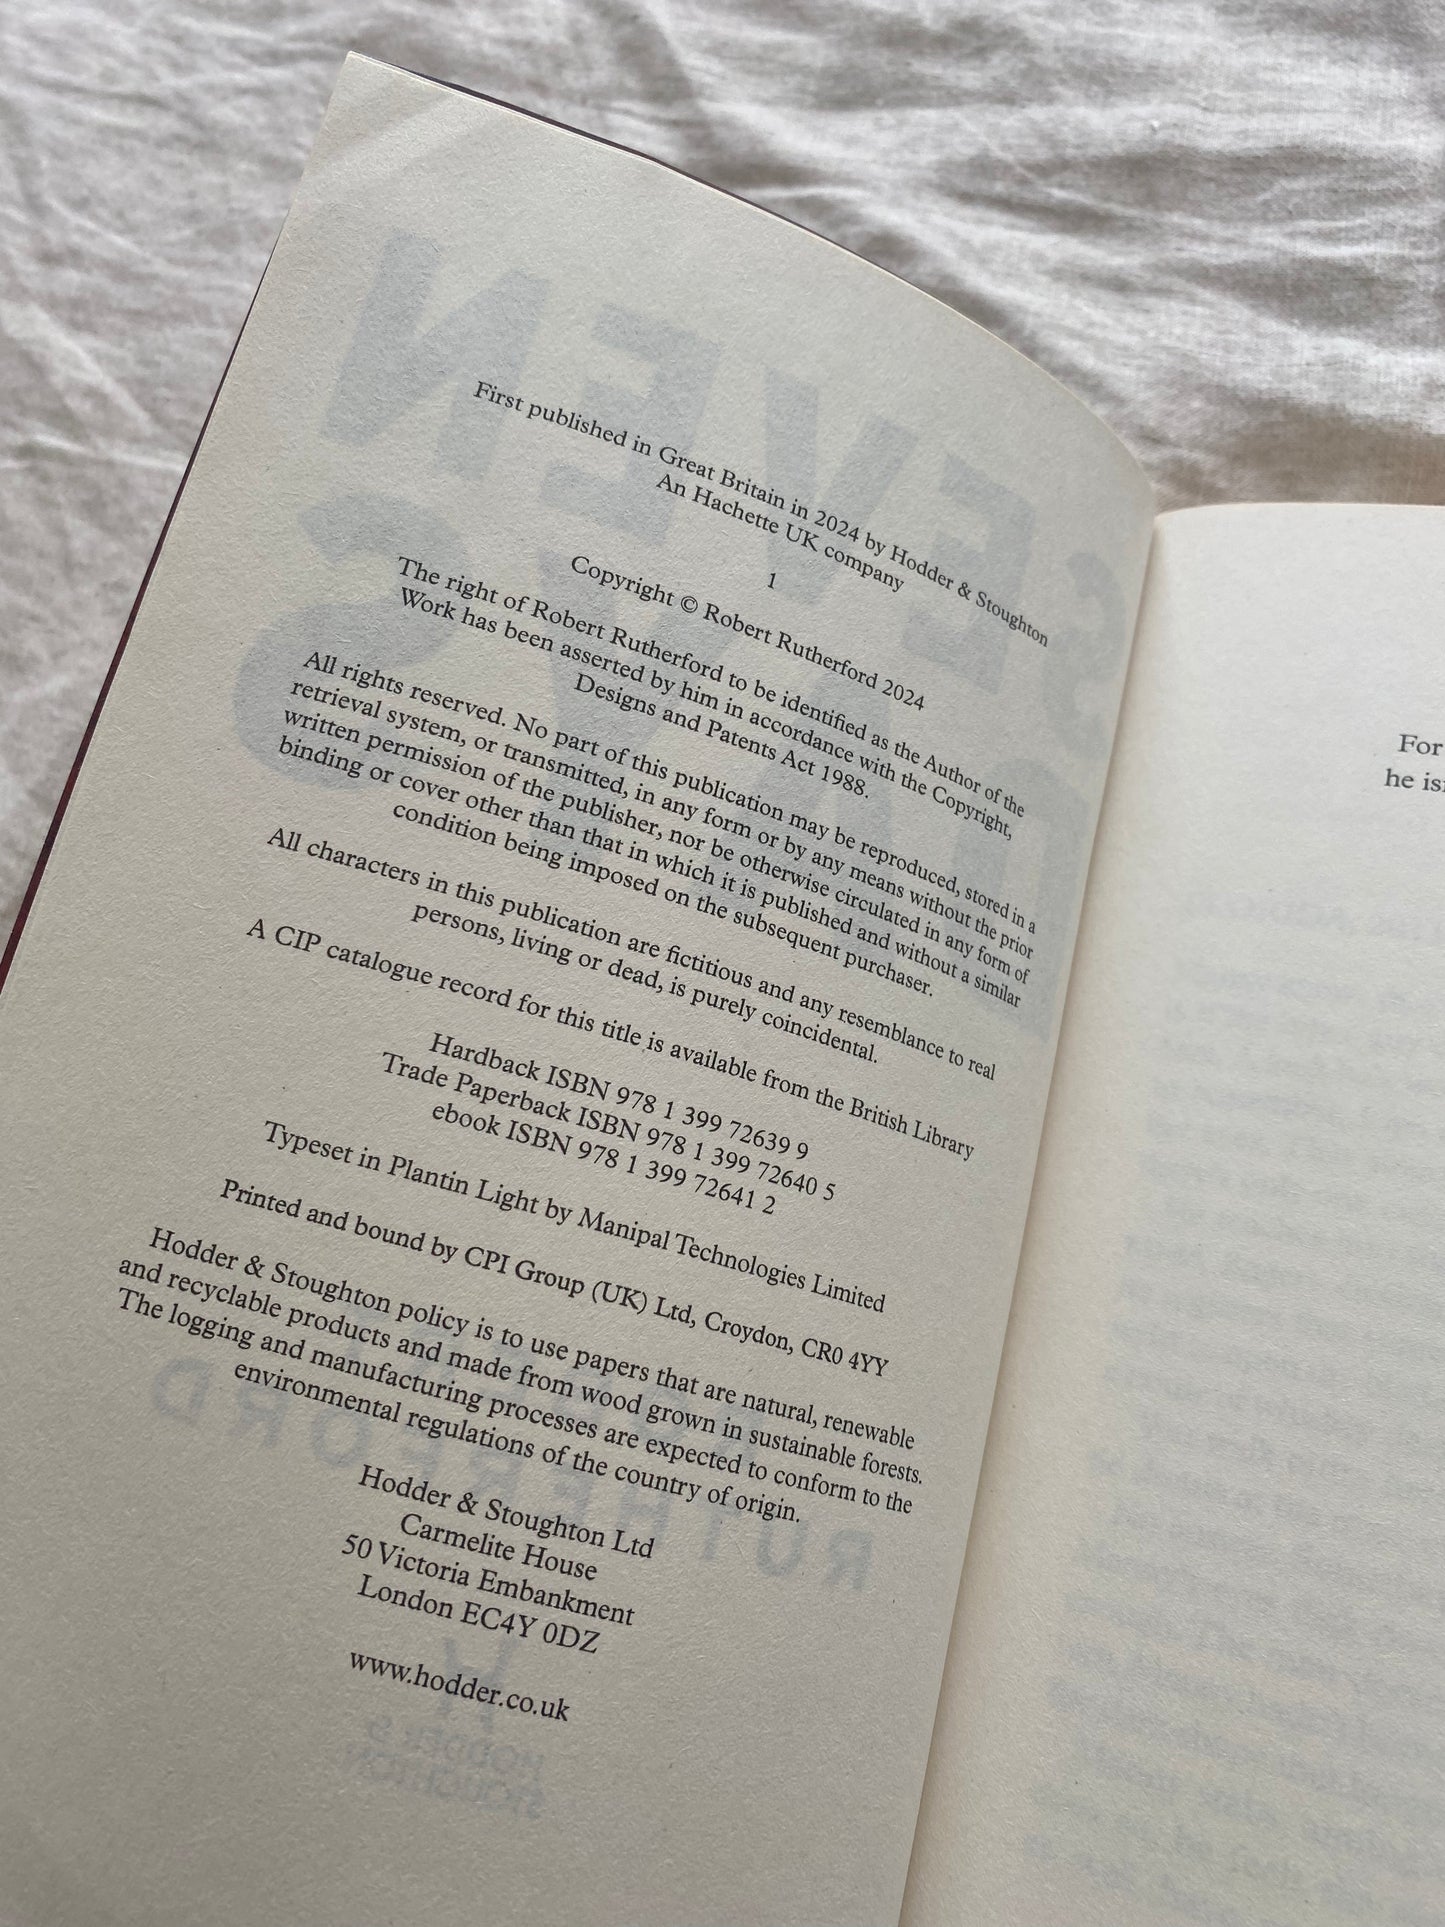 First published in Great Britain in 2024 by Hodder & Stoughton
An Hachette UK company
1
Copyright © Robert Rutherford 2024
The right of Robert Rutherford to be identified as the Author of the
Work has been asserted by him in accordance with the Copyright,
Designs and Patents Act 1988.
All rights reserved. No part of this publication may be reproduced, stored in a
retrieval system, or transmitted, in any form or by any means without the prior
written permission of the publisher, nor be otherwise circulated in any form of
binding or cover other than that in which it is published and without a similar
condition being imposed on the subsequent purchaser.
All characters in this publication are fictitious and any resemblance to real
persons, living or dead, is purely coincidental.
A CIP catalogue record for this title is available from the British Library
Hardback ISBN 978 1 399 72639 9
Trade Paperback ISBN 978 1 399 72640 5
ebook ISBN 978 1 399 72641 2
Typeset in Plantin Light by Manipal Technologies Limited
Printed and bound by CPI Group (UK) Ltd, Croydon, CR0 4YY
Hodder & Stoughton policy is to use papers that are natural, renewable
and recyclable products and made from wood grown in sustainable forests.
The logging and manufacturing processes are expected to conform to the
environmental regulations of the country of origin.
Hodder & Stoughton Ltd
Carmelite House
50 Victoria Embankment
London EC4Y 0DZ
www.hodder.co.uk
For
he